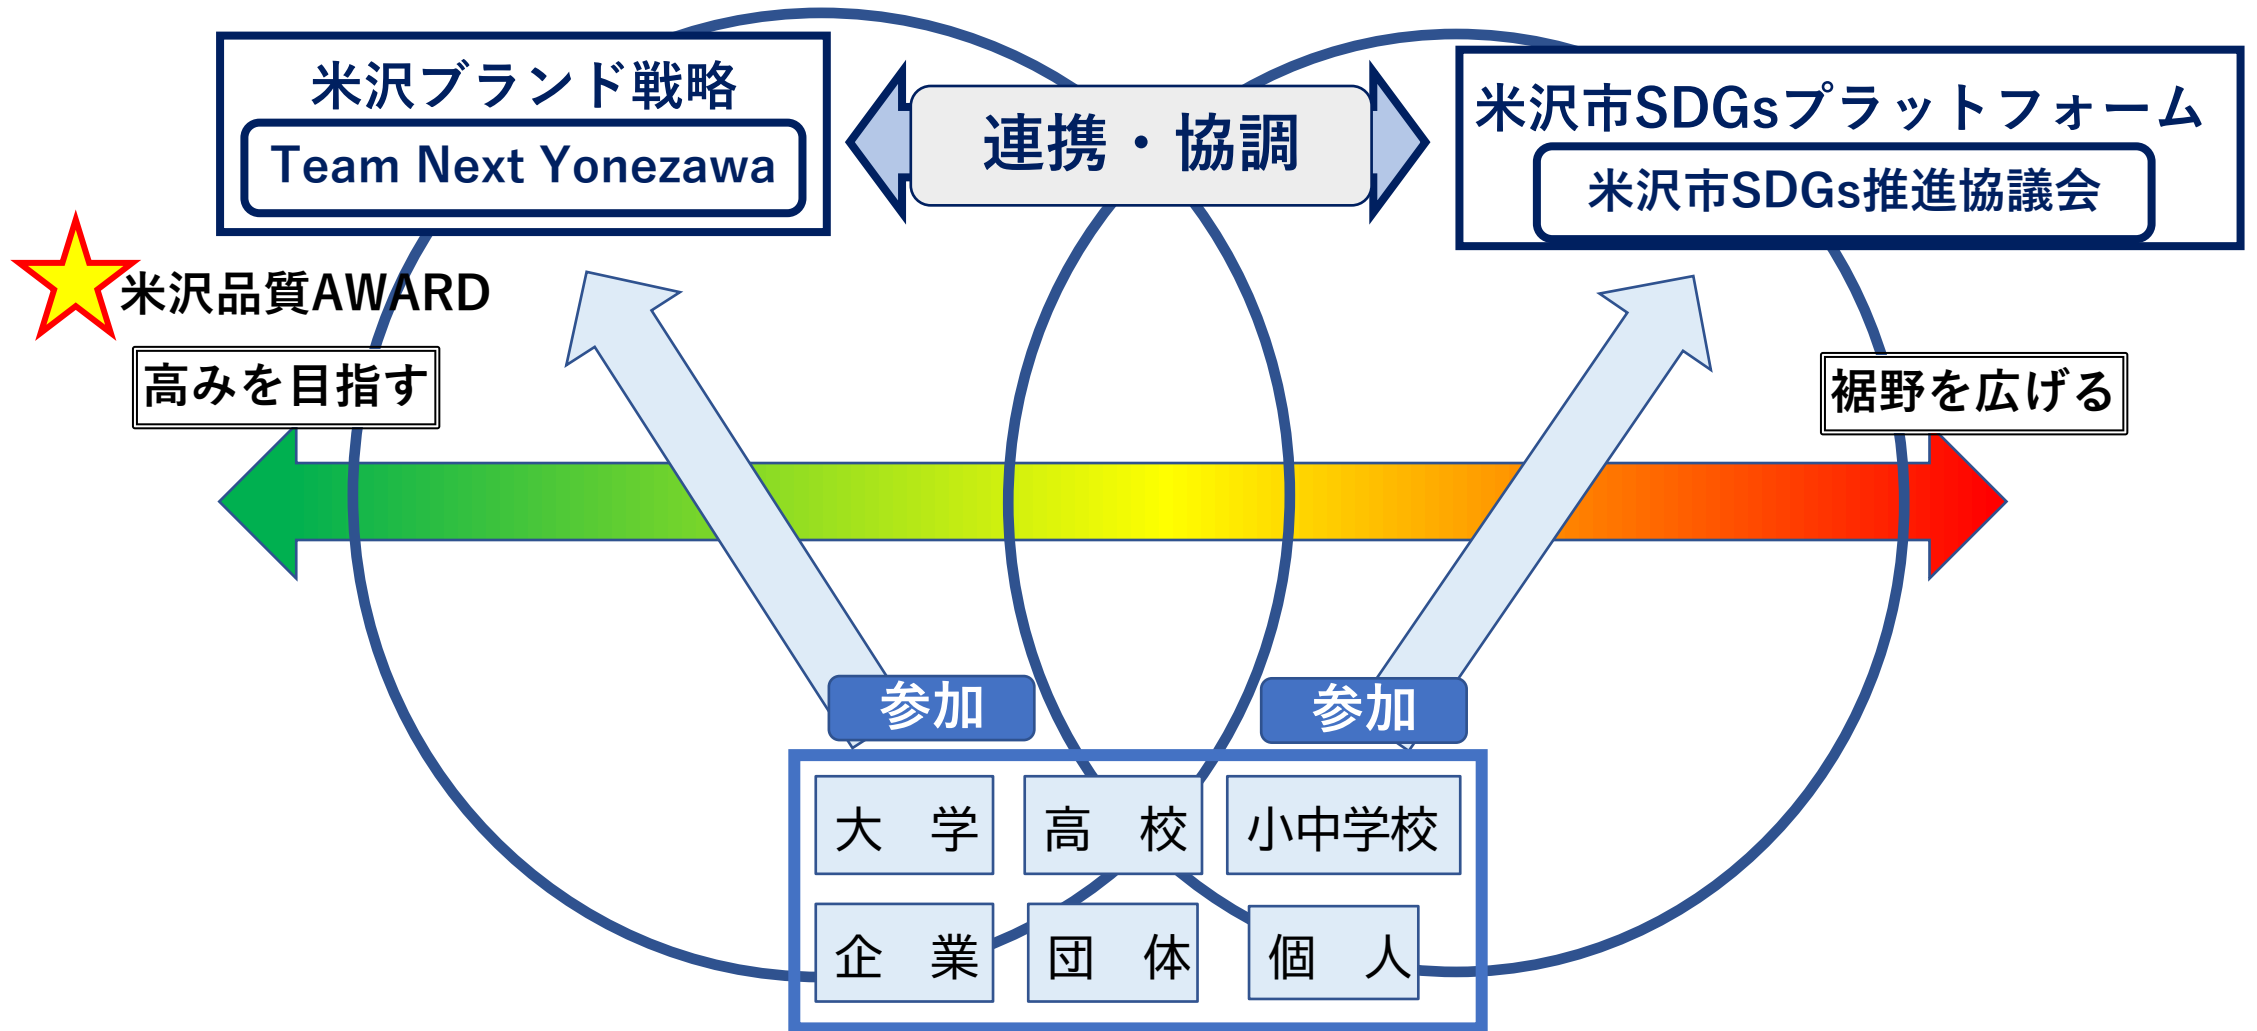 米沢ブランド戦略
Team Next Yonezawa
連携・協調
米沢市SDGsプラットフォーム
米沢市SDGs推進協議会
米沢品質AWARD
高みを目指す
裾野を広げる
参加
参加
大　学
高　校
小中学校
企　業
団　体
個　人